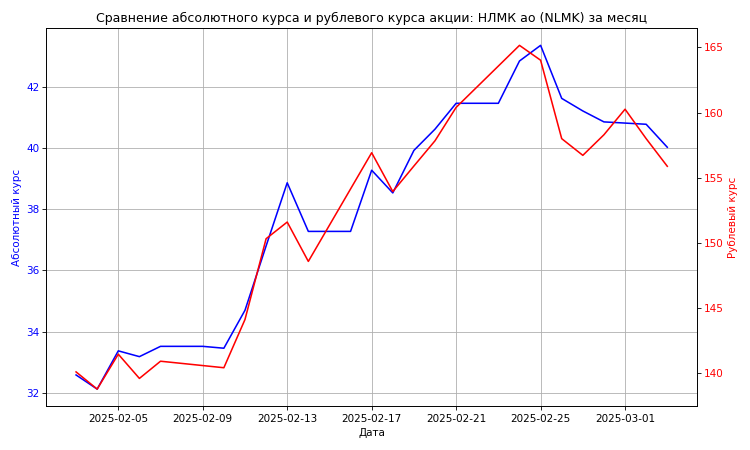 Сравнение абсолютного курса и рублевого курса акции: НЛМК ао (NLMK) за месяц
Абсолютный курс
42
40
38
36
34
32
165
160
155
150
145
140
Рублевый курс
2025-02-05 2025-02-09 2025-02-13 2025-02-17 2025-02-21 2025-02-25 2025-03-01
Дата